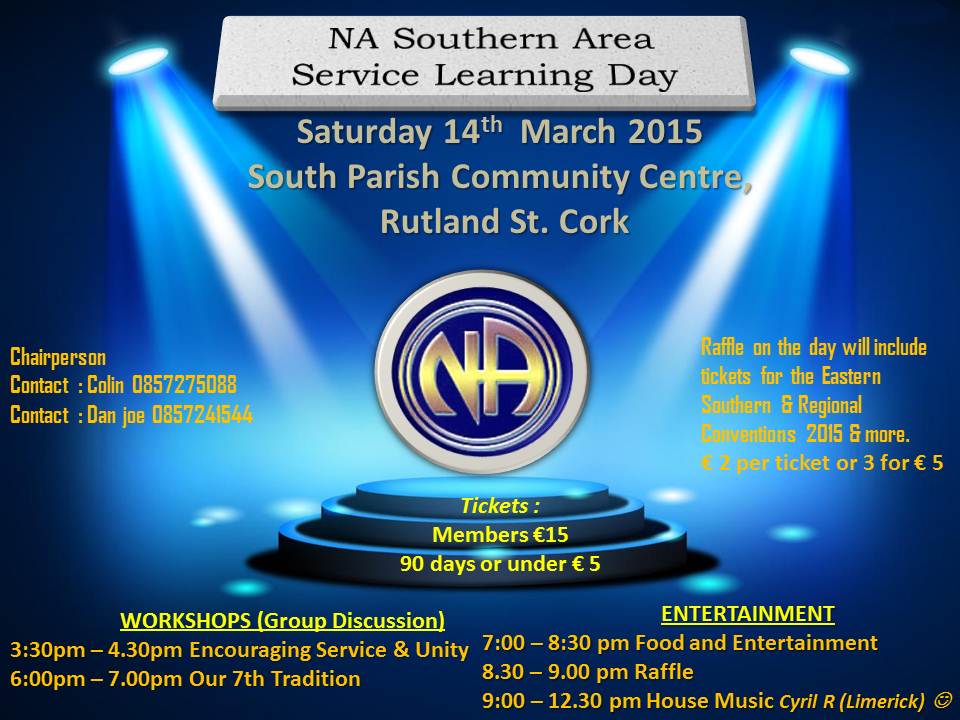 NA Southern Area
Service Learning Day
Saturday 14th March 2015
South Parish Community Centre,
Rutland St. Cork
NA
Chairperson
Contact : Colin 0857275088
Contact : Dan joe 0857241544
Raffle on the day will include
tickets for the Eastern
Southern & Regional
Conventions 2015 & more.
€ 2 per ticket or 3 for € 5
Tickets :
Members €15
90 days or under € 5
WORKSHOPS (Group Discussion)
3:30pm – 4.30pm Encouraging Service & Unity
6:00pm – 7.00pm Our 7th Tradition
ENTERTAINMENT
7:00 – 8:30 pm Food and Entertainment
8.30 – 9.00 pm Raffle
9:00 – 12.30 pm House Music Cyril R (Limerick) ☺